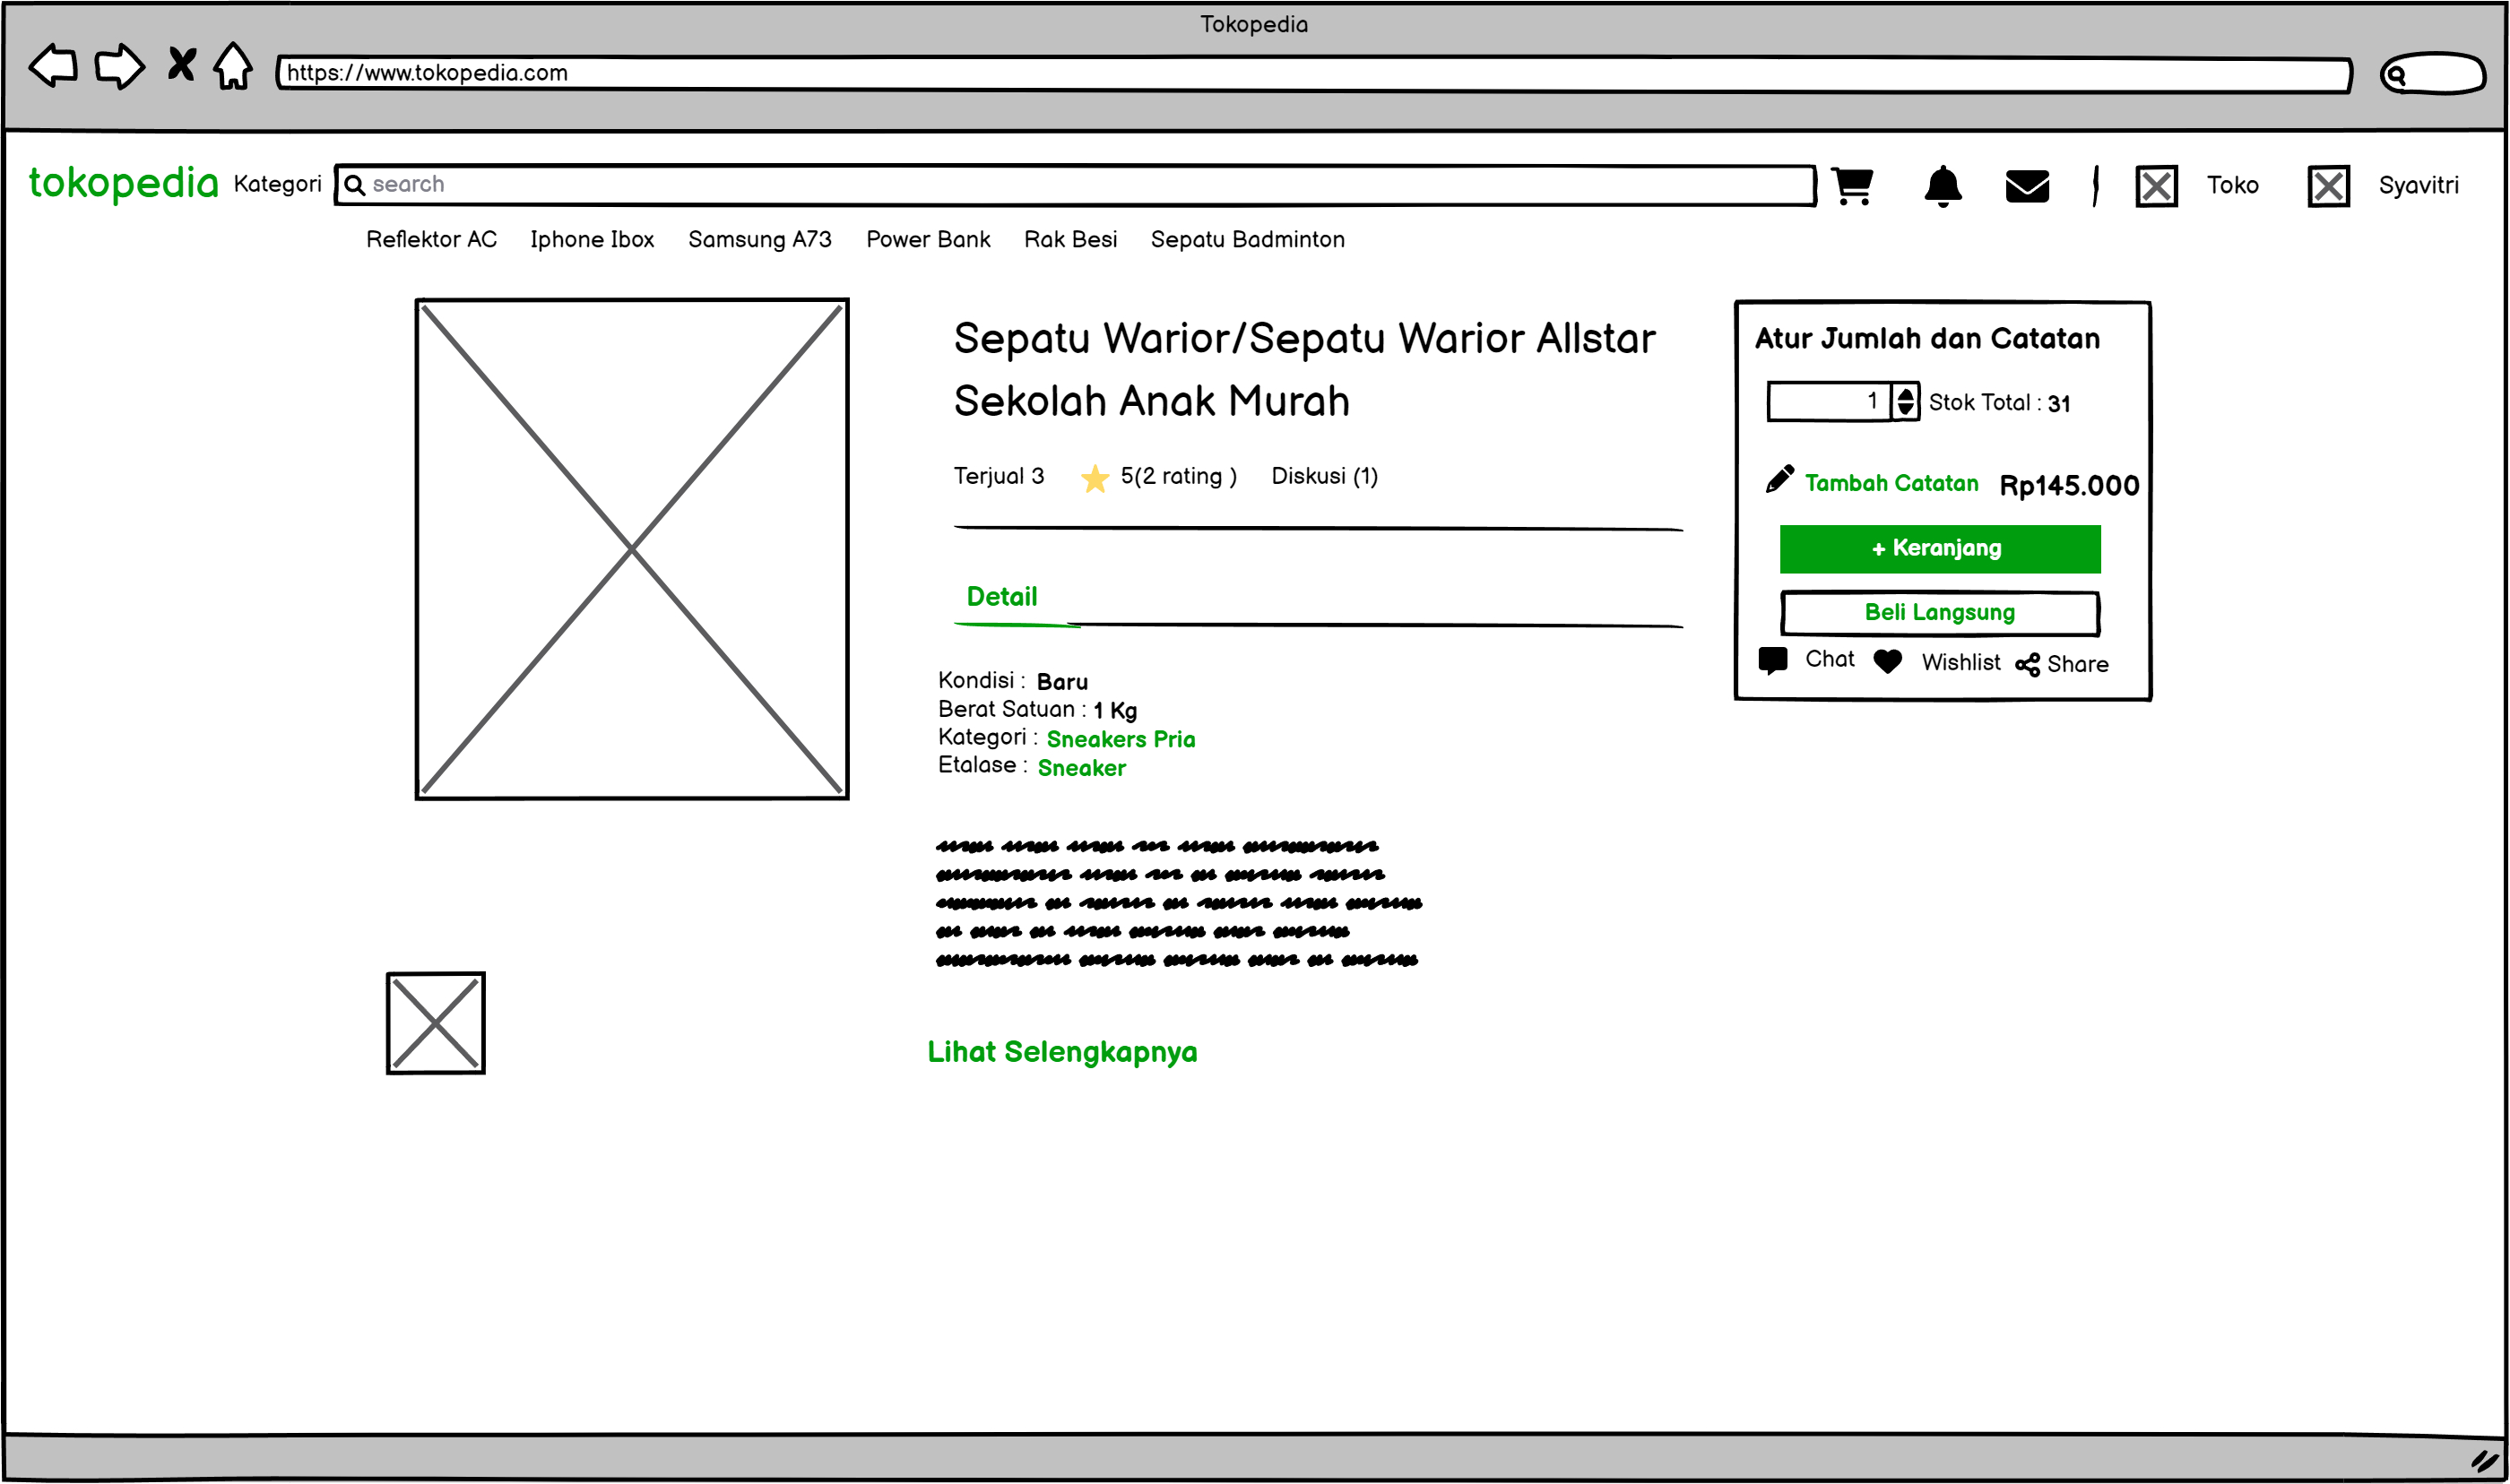 Tokopedia
https://www.tokopedia.com
tokopedia Kategori search Toko Syavitri
Reflektor AC Iphone Ibox Samsung A73 Power Bank Rak Besi Sepatu Badminton
Sepatu Warior/Sepatu Warior Allstar
Sekolah Anak Murah
Terjual 3 5(2 rating ) Diskusi (1)
Detail
Kondisi : Baru
Berat Satuan : 1 Kg
Kategori : Sneakers Pria
Etalase : Sneaker
Lihat Selengkapnya
Atur Jumlah dan Catatan
1 Stok Total : 31
Tambah Catatan Rp145.000
+ Keranjang
Beli Langsung
Chat Wishlist Share